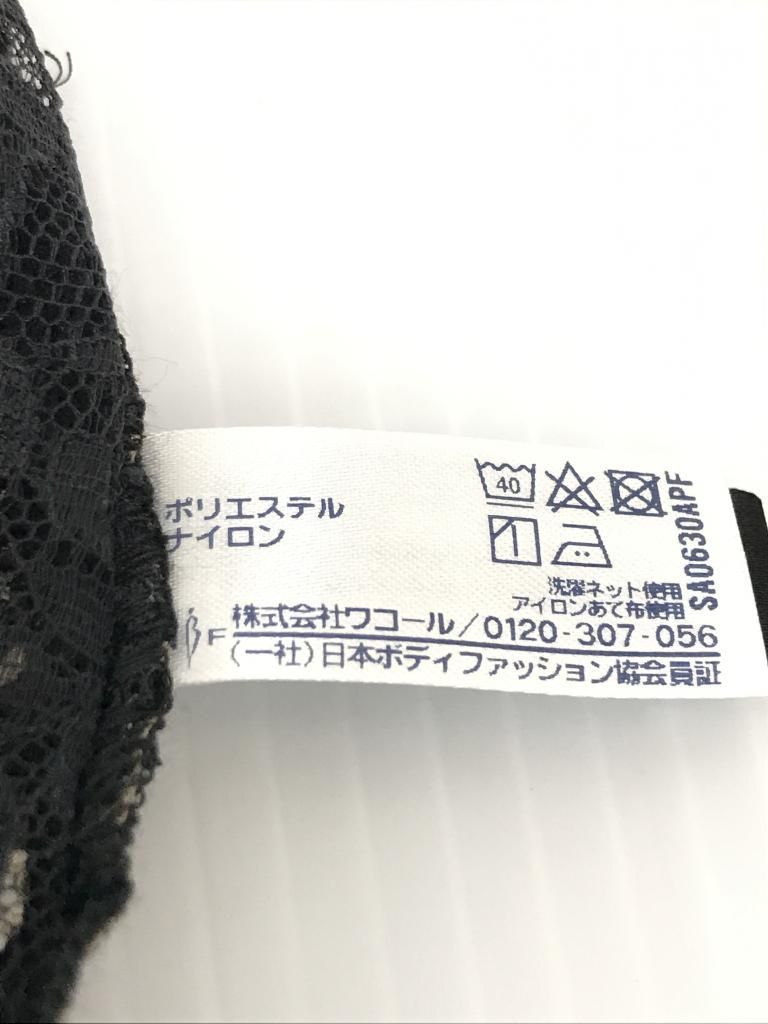 ポリエステル
ナイロン
40
洗濯ネット使用
アイロンあて布使用
SA0630APF
βF 株式会社ワコール/0120-307-056
(一社)日本ボディファッション協会員証